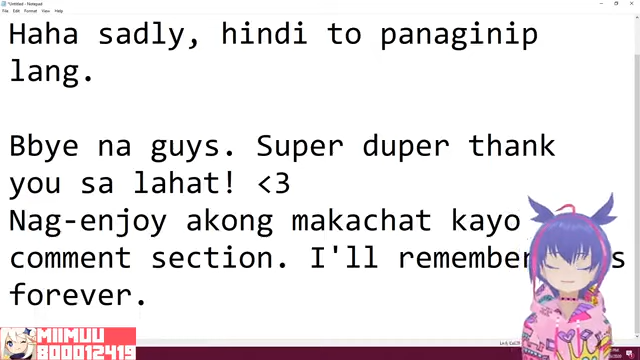 *Untitled - Notepad
File Edit Format View Help
Haha sadly, hindi to panaginip
lang.
Bbye na guys. Super duper thank
you sa lahat! <3
Nag-enjoy akong makachat kayo
comment section. I'll remember
forever.
MIIMUU
800012419